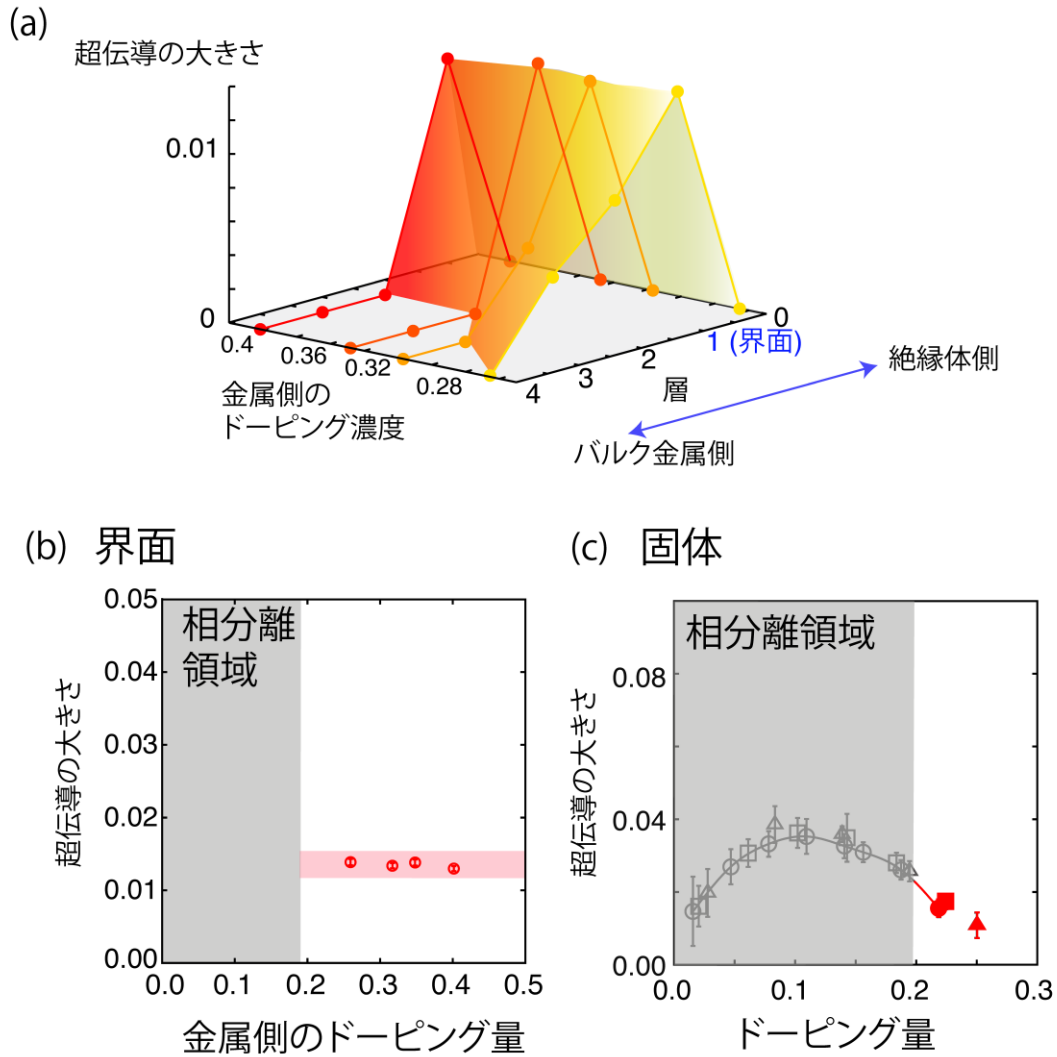 (a)
超伝導の大きさ
0.01
0
0.4
0.36
0.32
0.28
金属側の
ドーピング濃度
4
3
2
1 (界面)
0
層
絶縁体側
バルク金属側
(b) 界面
相分離
領域
超伝導の大きさ
0.05
0.04
0.03
0.02
0.01
0.00
0.0 0.1 0.2 0.3 0.4 0.5
金属側のドーピング量
(c) 固体
相分離領域
超伝導の大きさ
0.08
0.04
0.00
0.0 0.1 0.2 0.3
ドーピング量